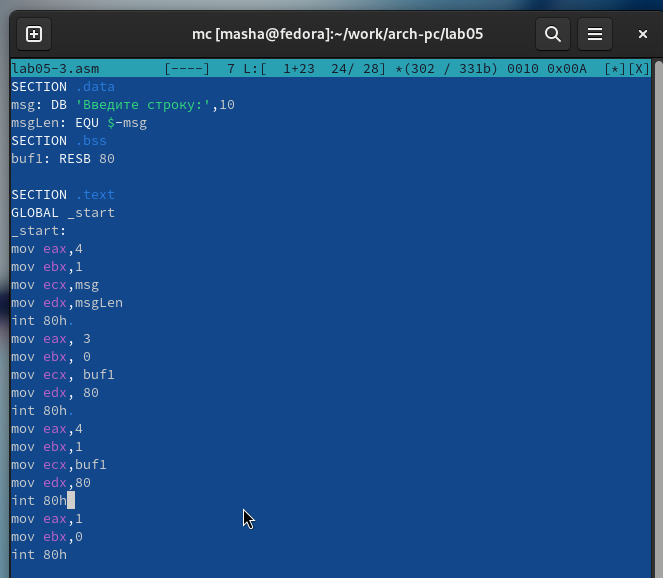 mc [masha@fedora]:~/work/arch-pc/lab05
lab05-3.asm [----] 7 L:[ 1+23 24/ 28] *(302 / 331b) 0010 0x00A [*][X]
SECTION .data
msg: DB 'Введите строку:',10
msgLen: EQU $-msg
SECTION .bss
buf1: RESB 80

SECTION .text
GLOBAL _start
_start:
mov eax,4
mov ebx,1
mov ecx,msg
mov edx,msgLen
int 80h.
mov eax, 3
mov ebx, 0
mov ecx, buf1
mov edx, 80
int 80h.
mov eax,4
mov ebx,1
mov ecx,buf1
mov edx,80
int 80h
mov eax,1
mov ebx,0
int 80h